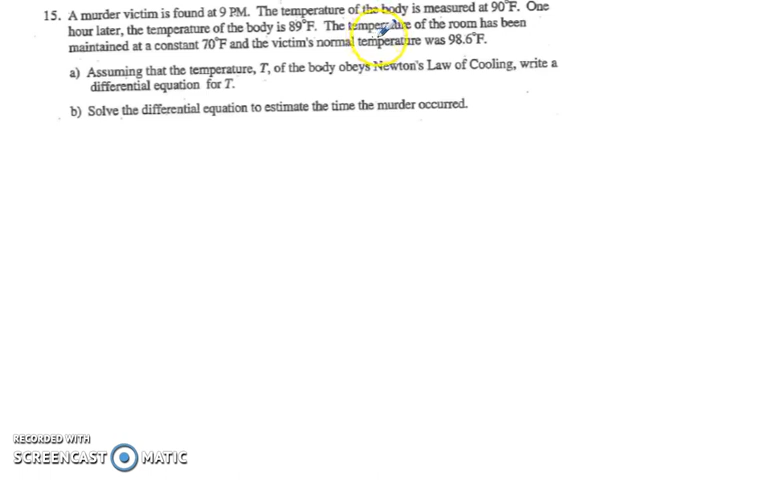 15. A murder victim is found at 9 PM. The temperature of the body is measured at 90°F. One
hour later, the temperature of the body is 89°F. The temperature of the room has been
maintained at a constant 70°F and the victim's normal temperature was 98.6°F.
a) Assuming that the temperature, T, of the body obeys Newton's Law of Cooling, write a
differential equation for T.
b) Solve the differential equation to estimate the time the murder occurred.
RECORDED WITH
SCREENCAST MATIC